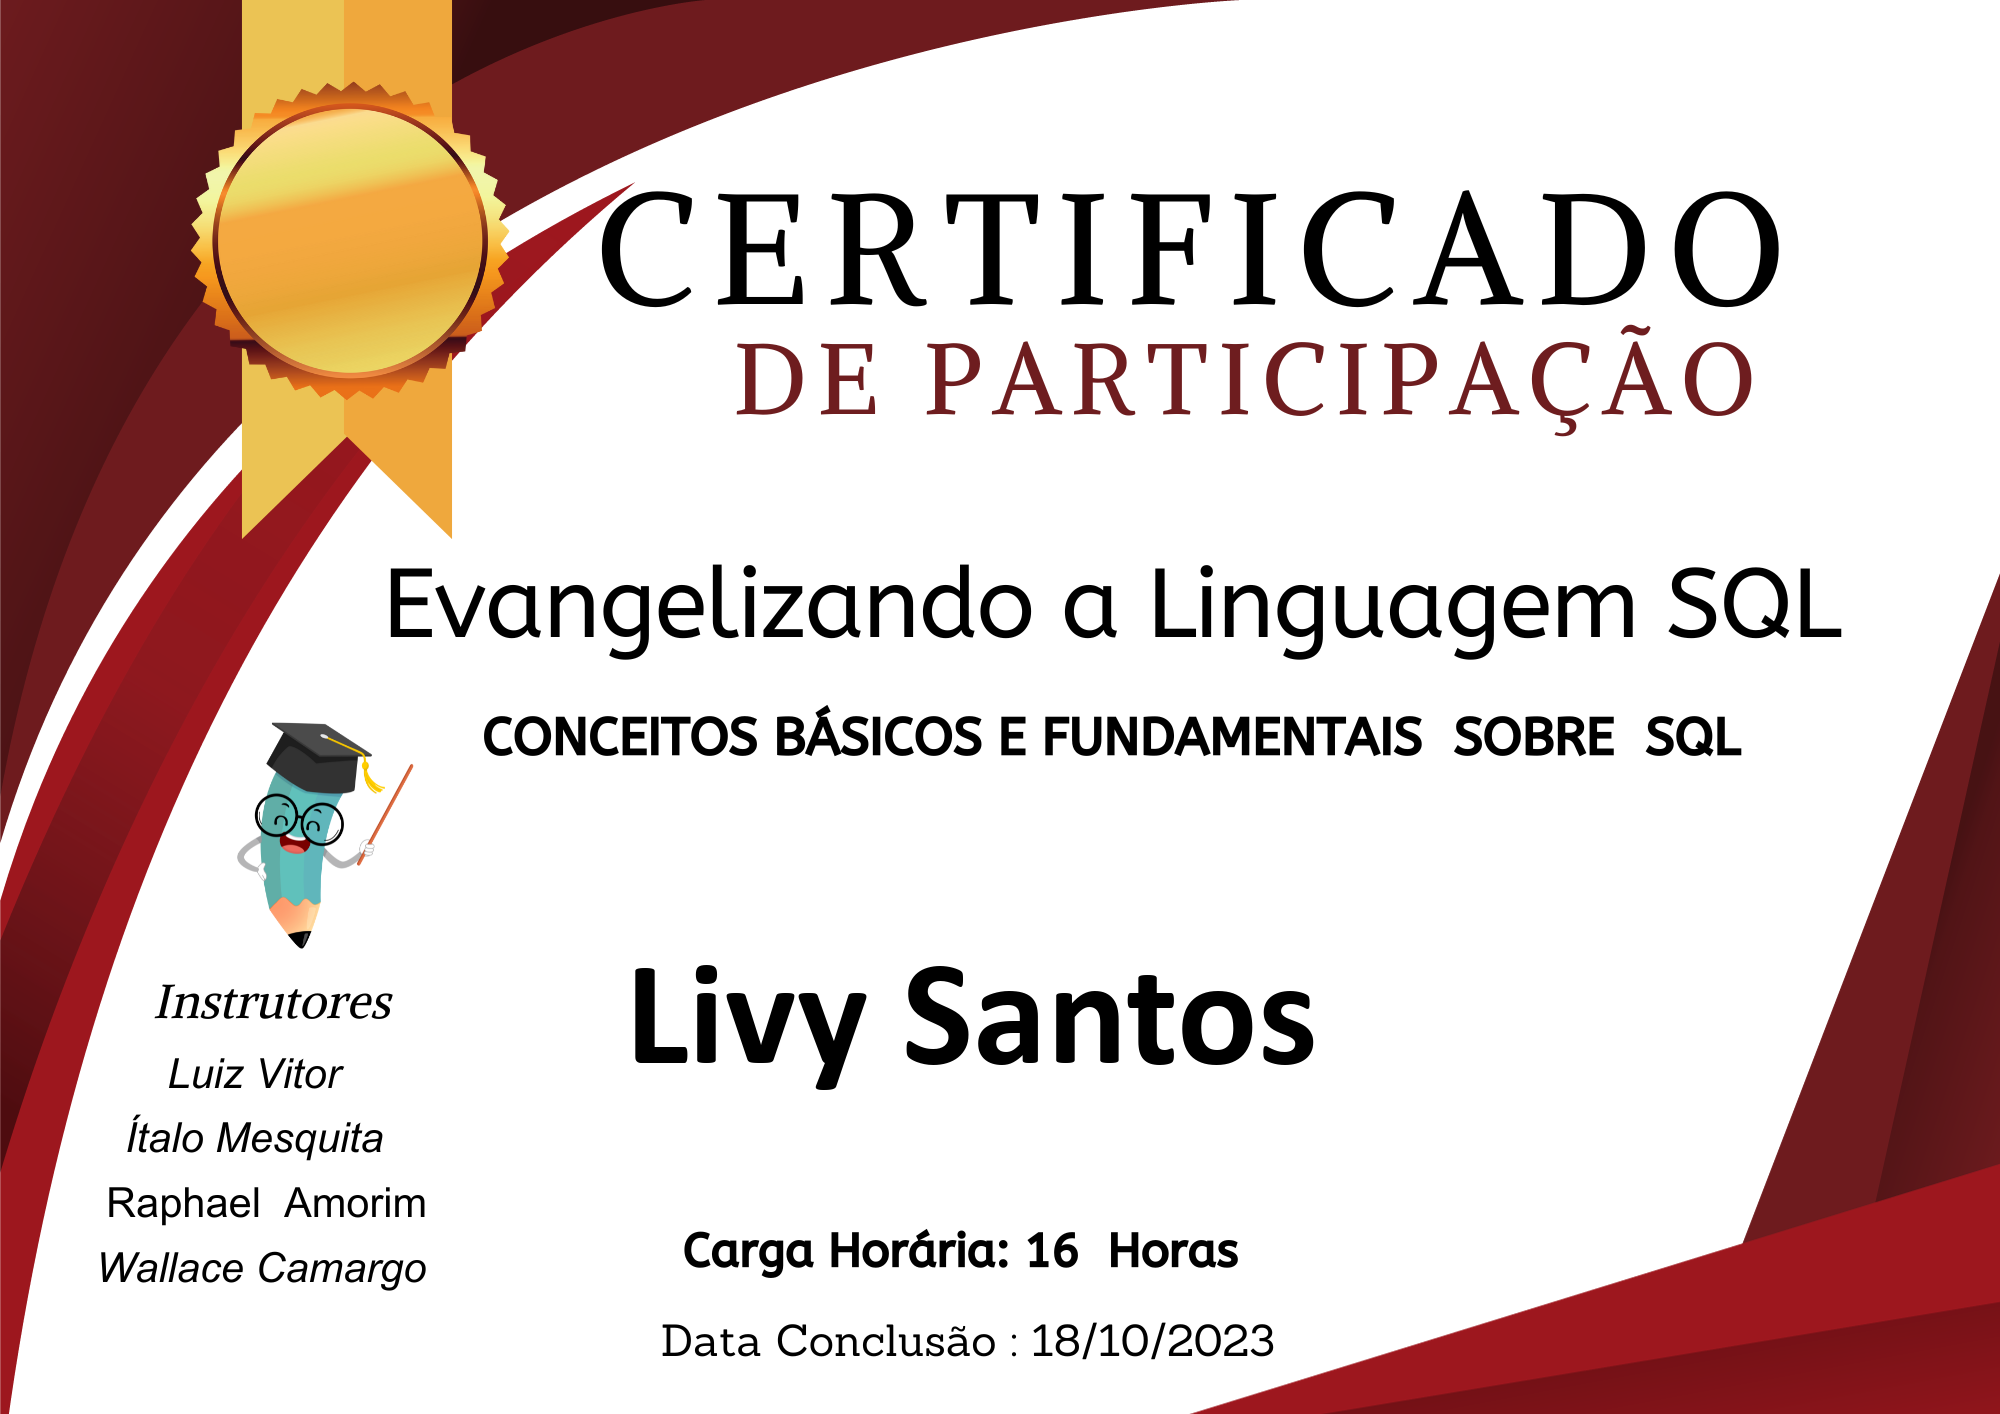 CERTIFICADO
DE PARTICIPAÇÃO
Evangelizando a Linguagem SQL
CONCEITOS BÁSICOS E FUNDAMENTAIS SOBRE SQL
Livy Santos
Instrutores
Luiz Vitor
Ítalo Mesquita
Raphael Amorim
Wallace Camargo
Carga Horária: 16 Horas
Data Conclusão : 18/10/2023